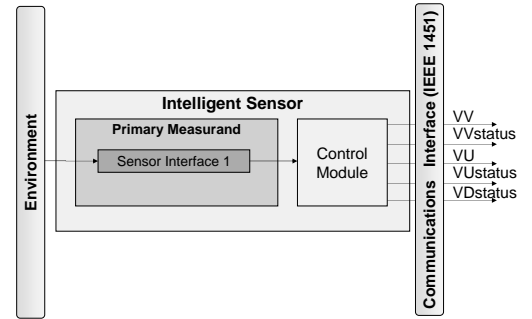 Environment
Intelligent Sensor
Primary Measurand
Sensor Interface 1
Control
Module
Communications Interface (IEEE 1451)
VV
VVstatus
VU
VUstatus
VDstatus